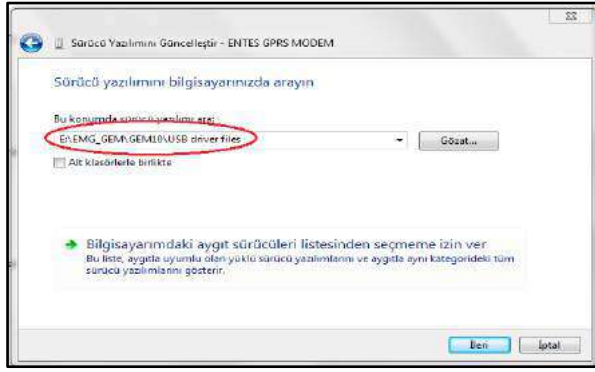 Sürücü Yazılımını Güncelleştir - ENTES GPRS MODEM
Sürücü yazılımını bilgisayarınızda arayın
Bu konumda sürücü yazılımı ara:
E:\EMG_GEM\GEM10\USB driver files
Gözat...
Alt klasörlerle birlikte
Bilgisayarımdaki aygıt sürücüleri listesinden seçmeme izin ver
Bu liste, aygıtla uyumlu olan yüklü sürücü yazılımlarını ve aygıtla aynı kategorideki tüm
sürücü yazılımlarını gösterir.
İleri
İptal